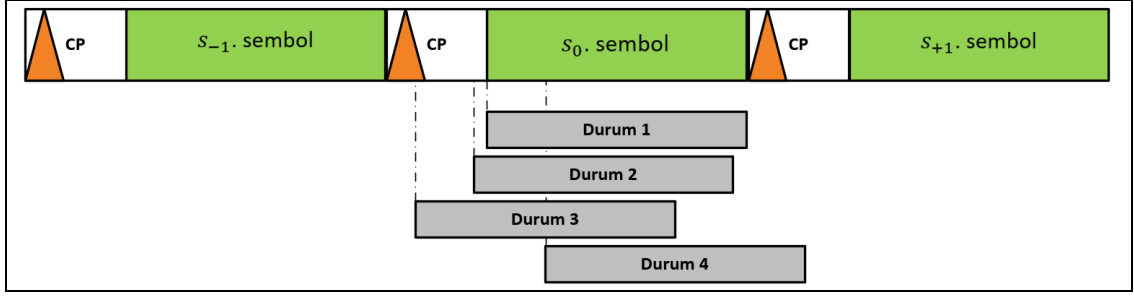 CP s₋₁. sembol CP s₀. sembol CP s₊₁. sembol
Durum 1
Durum 2
Durum 3
Durum 4